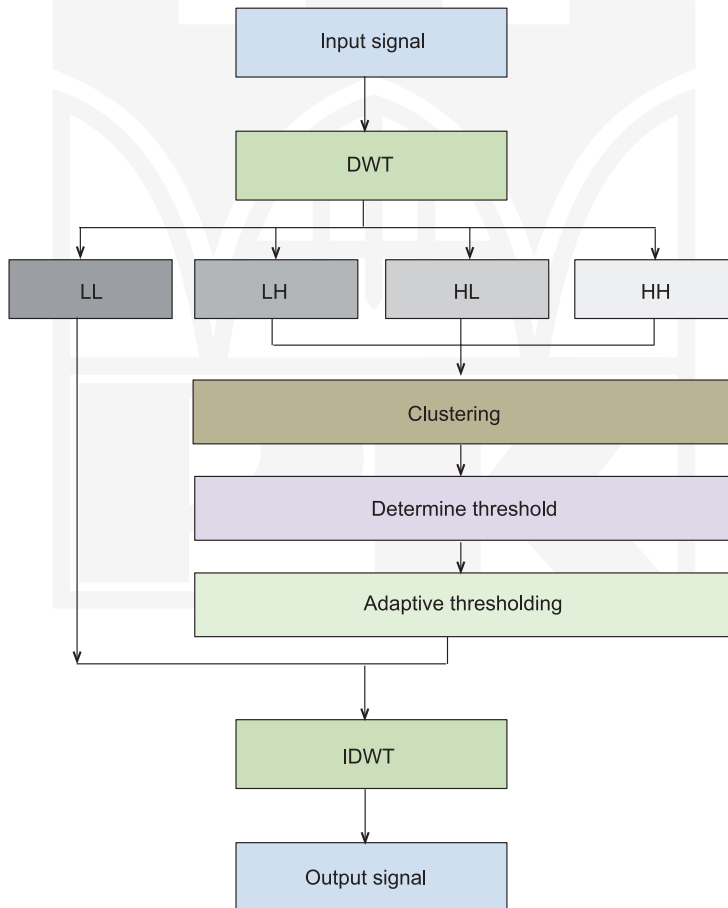 Input signal
DWT
LL
LH
HL
HH
Clustering
Determine threshold
Adaptive thresholding
IDWT
Output signal